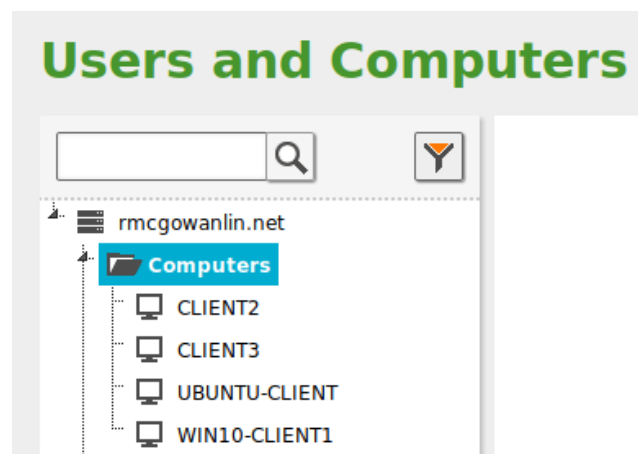 Users and Computers
rmcgowanlin.net
Computers
CLIENT2
CLIENT3
UBUNTU-CLIENT
WIN10-CLIENT1